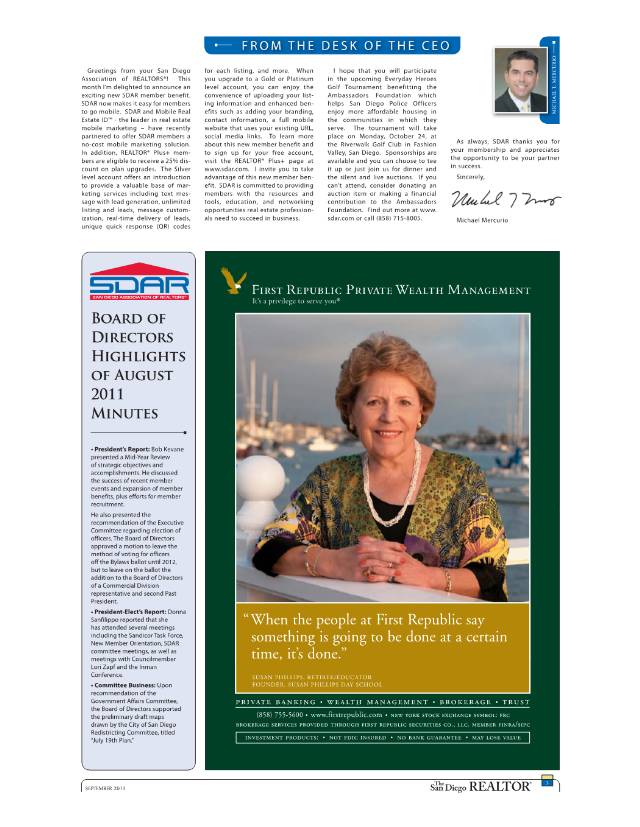 FROM THE DESK OF THE CEO
Greetings from your San Diego
Association of REALTORS®! This
month I'm delighted to announce an
exciting new SDAR member benefit.
SDAR now makes it easy for members
to go mobile. SDAR and Mobile Real
Estate ID™ - the leader in real estate
mobile marketing – have recently
partnered to offer SDAR members a
no-cost mobile marketing solution.
In addition, REALTOR® Plus+ mem-
bers are eligible to receive a 25% dis-
count on plan upgrades. The Silver
level account offers an introduction
to provide a valuable base of mar-
keting services including text mes-
sage with lead generation, unlimited
listing and leads, message custom-
ization, real-time delivery of leads,
unique quick response (QR) codes
for each listing, and more. When
you upgrade to a Gold or Platinum
level account, you can enjoy the
convenience of uploading your list-
ing information and enhanced ben-
efits such as adding your branding,
contact information, a full mobile
website that uses your existing URL,
social media links. To learn more
about this new member benefit and
to sign up for your free account,
visit the REALTOR® Plus+ page at
www.sdar.com. I invite you to take
advantage of this new member ben-
efit. SDAR is committed to providing
members with the resources and
tools, education, and networking
opportunities real estate profession-
als need to succeed in business.
I hope that you will participate
in the upcoming Everyday Heroes
Golf Tournament benefitting the
Ambassadors Foundation which
helps San Diego Police Officers
enjoy more affordable housing in
the communities in which they
serve. The tournament will take
place on Monday, October 24, at
the Riverwalk Golf Club in Fashion
Valley, San Diego. Sponsorships are
available and you can choose to tee
it up or just join us for dinner and
the silent and live auctions. If you
can't attend, consider donating an
auction item or making a financial
contribution to the Ambassadors
Foundation. Find out more at www.
sdar.com or call (858) 715-8005.
MICHAEL T. MERCURIO
As always, SDAR thanks you for
your membership and appreciates
the opportunity to be your partner
in success.
Sincerely,
Michael Mercurio
SDAR
SAN DIEGO ASSOCIATION OF REALTORS®
BOARD OF
DIRECTORS
HIGHLIGHTS
OF AUGUST
2011
MINUTES
• President's Report: Bob Kevane
presented a Mid-Year Review
of strategic objectives and
accomplishments. He discussed
the success of recent member
events and expansion of member
benefits, plus efforts for member
recruitment.
He also presented the
recommendation of the Executive
Committee regarding election of
officers. The Board of Directors
approved a motion to leave the
method of voting for officers
off the Bylaws ballot until 2012,
but to leave on the ballot the
addition to the Board of Directors
of a Commercial Division
representative and second Past
President.
• President-Elect's Report: Donna
Sanfilippo reported that she
has attended several meetings
including the Sandicor Task Force,
New Member Orientation, SDAR
committee meetings, as well as
meetings with Councilmember
Lori Zapf and the Inman
Conference.
• Committee Business: Upon
recommendation of the
Government Affairs Committee,
the Board of Directors supported
the preliminary draft maps
drawn by the City of San Diego
Redistricting Committee, titled
"July 19th Plan."
FIRST REPUBLIC PRIVATE WEALTH MANAGEMENT
It's a privilege to serve you®
"When the people at First Republic say
something is going to be done at a certain
time, it's done."
SUSAN PHILLIPS, RETIRED EDUCATOR
FOUNDER, SUSAN PHILLIPS DAY SCHOOL
PRIVATE BANKING • WEALTH MANAGEMENT • BROKERAGE • TRUST
(858) 755-5600 • www.firstrepublic.com • NEW YORK STOCK EXCHANGE SYMBOL: FRC
BROKERAGE SERVICES PROVIDED THROUGH FIRST REPUBLIC SECURITIES CO., LLC, MEMBER FINRA/SIPC
INVESTMENT PRODUCTS: • NOT FDIC INSURED • NO BANK GUARANTEE • MAY LOSE VALUE
SEPTEMBER 2011
The San Diego REALTOR®